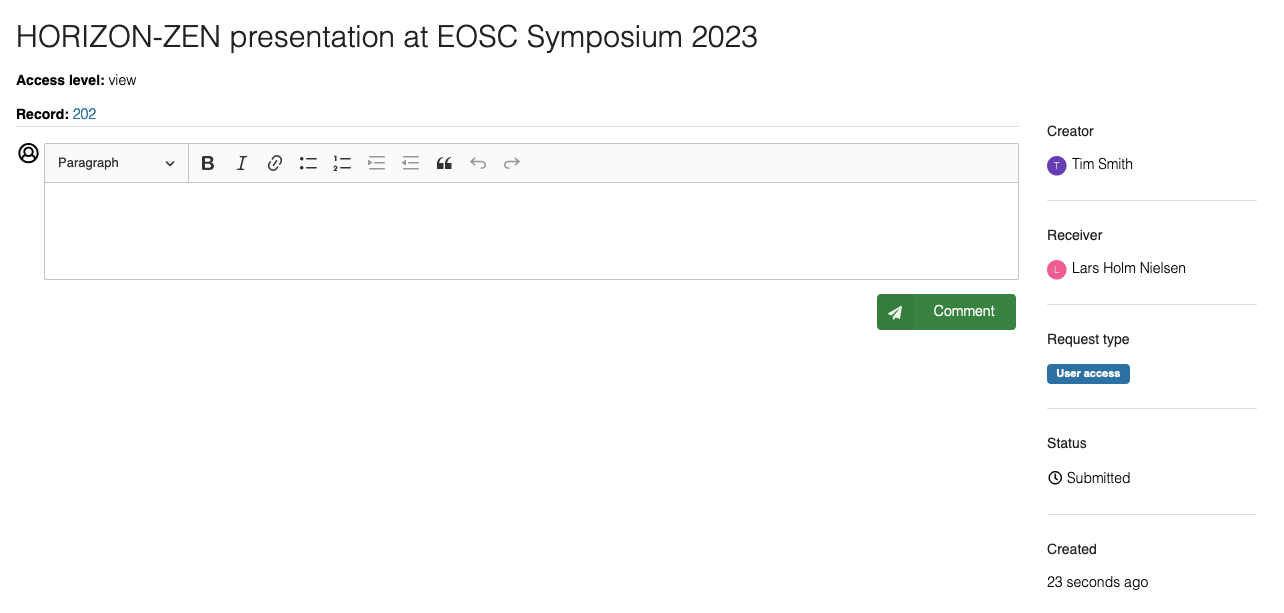 HORIZON-ZEN presentation at EOSC Symposium 2023
Access level: view
Record: 202
Paragraph
Comment
Creator
T Tim Smith
Receiver
L Lars Holm Nielsen
Request type
User access
Status
Submitted
Created
23 seconds ago